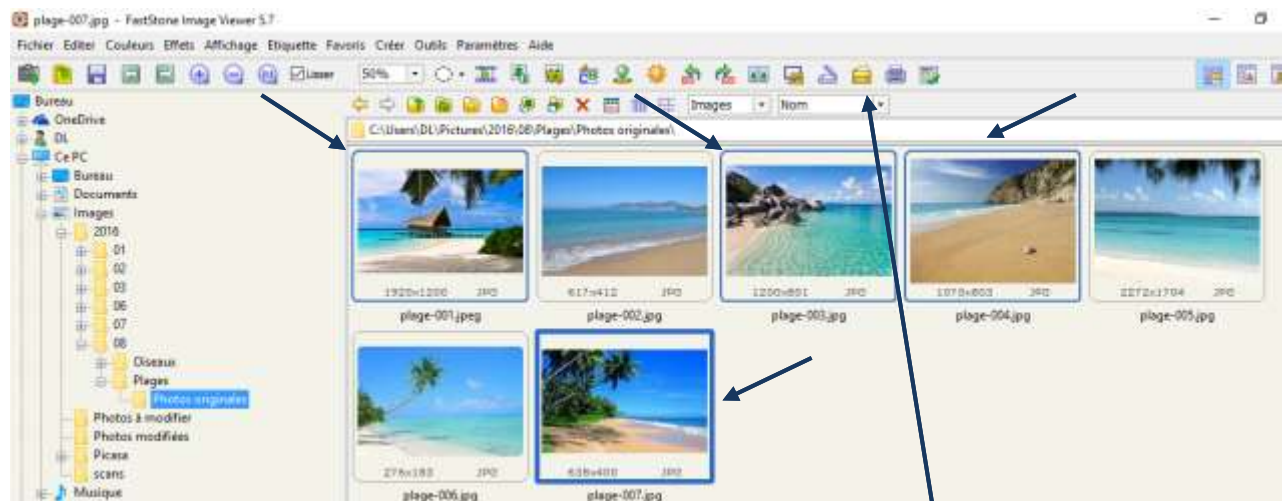 plage-007.jpg - FastStone Image Viewer 5.7
Fichier Editer Couleurs Effets Affichage Etiquette Favoris Créer Outils Paramètres Aide
Lisser 50%
Bureau
OneDrive
DL
Ce PC
Bureau
Documents
Images
2016
01
02
03
06
07
08
Oiseaux
Plages
Photos originales
Photos à modifier
Photos modifiées
Picasa
scans
Musique
Images Nom
C:\Users\DL\Pictures\2016\08\Plages\Photos originales\
1920x1200 JPG 617x412 JPG 1200x801 JPG 1070x803 JPG 2272x1704 JPG
plage-001.jpeg plage-002.jpg plage-003.jpg plage-004.jpg plage-005.jpg
276x183 JPG 638x400 JPG
plage-006.jpg plage-007.jpg